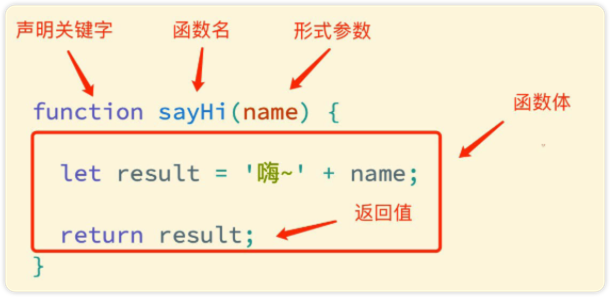 声明关键字 函数名 形式参数
function sayHi(name) {
函数体
let result = '嗨~' + name;
返回值
return result;
}